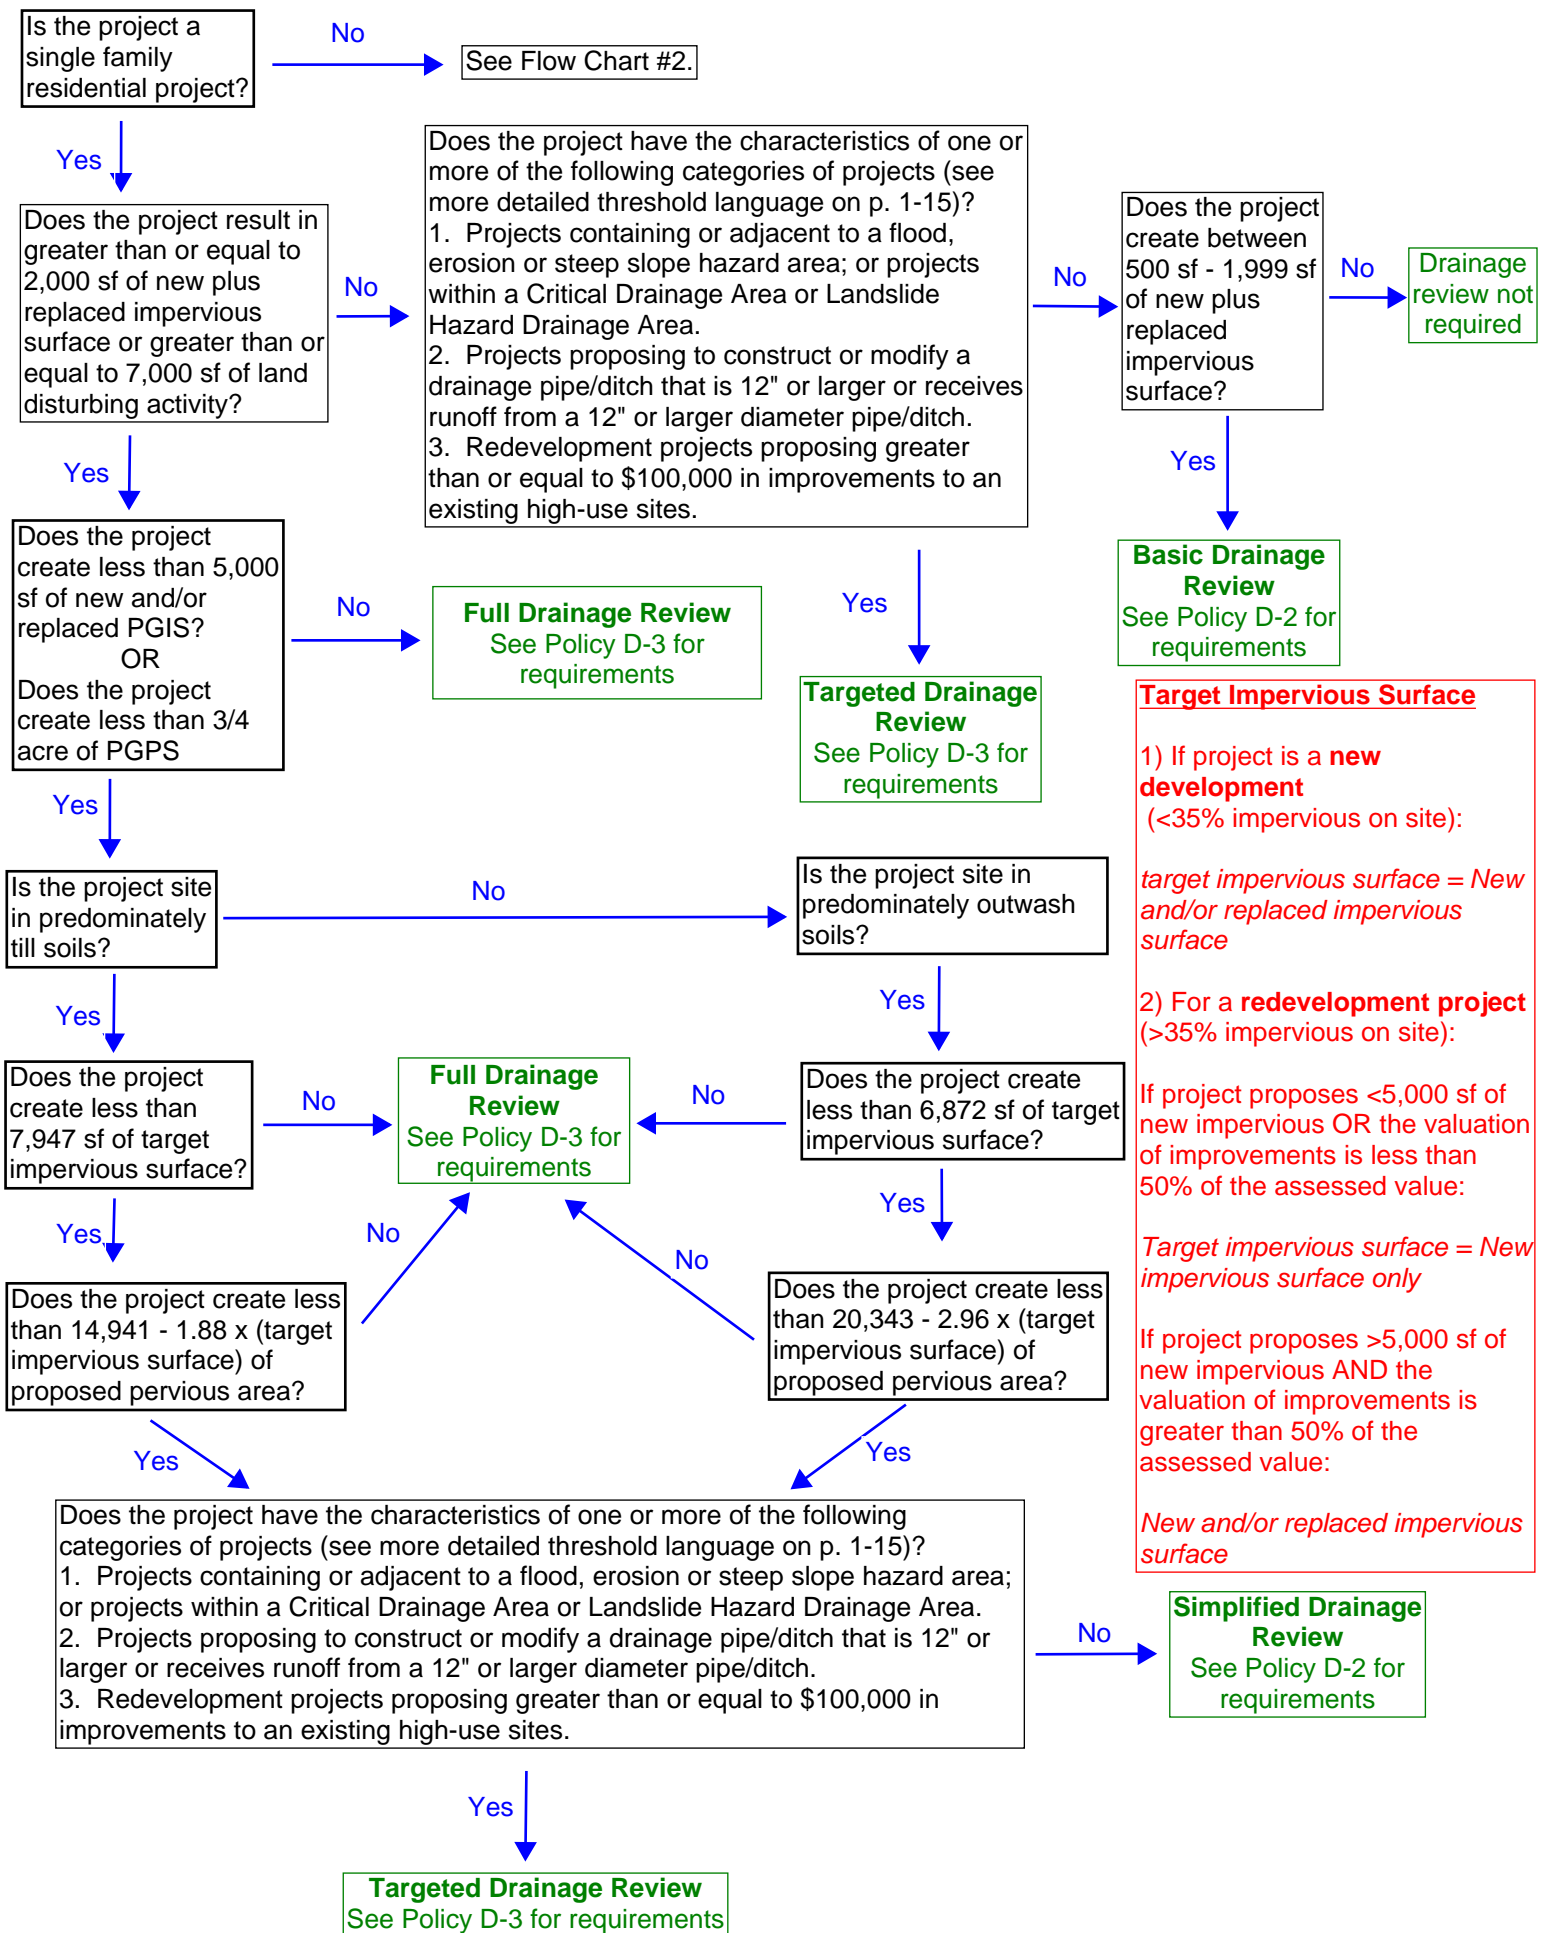 Is the project a
single family
residential project?
No
See Flow Chart #2.
Yes
Does the project result in
greater than or equal to
2,000 sf of new plus
replaced impervious
surface or greater than or
equal to 7,000 sf of land
disturbing activity?
No
Does the project have the characteristics of one or
more of the following categories of projects (see
more detailed threshold language on p. 1-15)?
1. Projects containing or adjacent to a flood,
erosion or steep slope hazard area; or projects
within a Critical Drainage Area or Landslide
Hazard Drainage Area.
2. Projects proposing to construct or modify a
drainage pipe/ditch that is 12" or larger or receives
runoff from a 12" or larger diameter pipe/ditch.
3. Redevelopment projects proposing greater
than or equal to $100,000 in improvements to an
existing high-use sites.
No
Does the project
create between
500 sf - 1,999 sf
of new plus
replaced
impervious
surface?
No
Drainage
review not
required
Yes
Basic Drainage
Review
See Policy D-2 for
requirements
Yes
Targeted Drainage
Review
See Policy D-3 for
requirements
Yes
Does the project
create less than 5,000
sf of new and/or
replaced PGIS?
OR
Does the project
create less than 3/4
acre of PGPS
No
Full Drainage Review
See Policy D-3 for
requirements
Yes
Is the project site
in predominately
till soils?
No
Is the project site in
predominately outwash
soils?
Yes
Does the project
create less than
7,947 sf of target
impervious surface?
No
Full Drainage
Review
See Policy D-3 for
requirements
Yes
Does the project create
less than 6,872 sf of target
impervious surface?
No
Yes
Does the project create less
than 14,941 - 1.88 x (target
impervious surface) of
proposed pervious area?
No
Yes
Does the project create less
than 20,343 - 2.96 x (target
impervious surface) of
proposed pervious area?
No
Yes
Yes
Does the project have the characteristics of one or more of the following
categories of projects (see more detailed threshold language on p. 1-15)?
1. Projects containing or adjacent to a flood, erosion or steep slope hazard area;
or projects within a Critical Drainage Area or Landslide Hazard Drainage Area.
2. Projects proposing to construct or modify a drainage pipe/ditch that is 12" or
larger or receives runoff from a 12" or larger diameter pipe/ditch.
3. Redevelopment projects proposing greater than or equal to $100,000 in
improvements to an existing high-use sites.
No
Simplified Drainage
Review
See Policy D-2 for
requirements
Yes
Targeted Drainage Review
See Policy D-3 for requirements
Target Impervious Surface
1) If project is a new
development
(<35% impervious on site):
target impervious surface = New
and/or replaced impervious
surface
2) For a redevelopment project
(>35% impervious on site):
If project proposes <5,000 sf of
new impervious OR the valuation
of improvements is less than
50% of the assessed value:
Target impervious surface = New
impervious surface only
If project proposes >5,000 sf of
new impervious AND the
valuation of improvements is
greater than 50% of the
assessed value:
New and/or replaced impervious
surface